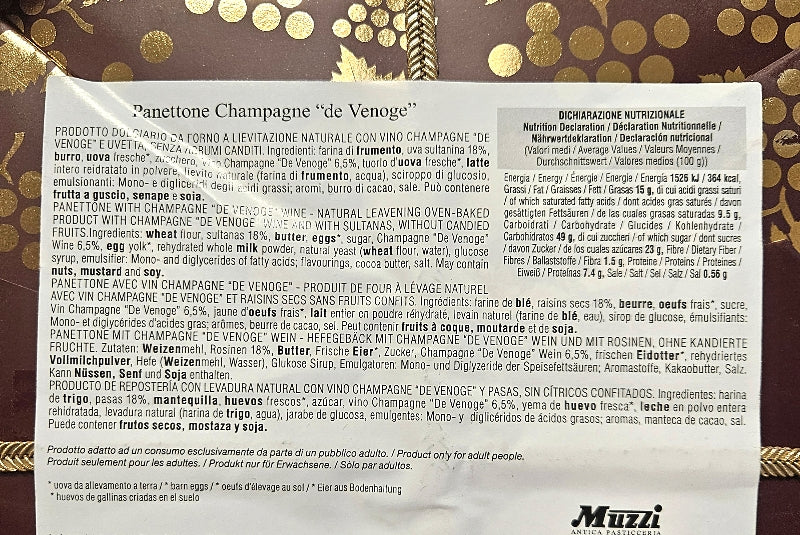 Panettone Champagne "de Venoge"
PRODOTTO DOLCIARIO DA FORNO A LIEVITAZIONE NATURALE CON VINO CHAMPAGNE "DE
VENOGE" E UVETTA, SENZA AGRUMI CANDITI. Ingredienti: farina di frumento, uva sultanina 18%,
burro, uova fresche*, zucchero, vino Champagne "De Venoge" 6,5%, tuorlo d'uova fresche*, latte
intero reidratato in polvere, lievito naturale (farina di frumento, acqua), sciroppo di glucosio,
emulsionanti: Mono- e digliceridi degli acidi grassi; aromi, burro di cacao, sale. Può contenere
frutta a guscio, senape e soia.
PANETTONE WITH CHAMPAGNE "DE VENOGE" WINE - NATURAL LEAVENING OVEN-BAKED
PRODUCT WITH CHAMPAGNE "DE VENOGE" WINE AND WITH SULTANAS, WITHOUT CANDIED
FRUITS.Ingredients: wheat flour, sultanas 18%, butter, eggs*, sugar, Champagne "De Venoge"
Wine 6,5%, egg yolk*, rehydrated whole milk powder, natural yeast (wheat flour, water), glucose
syrup, emulsifier: Mono- and diglycerides of fatty acids; flavourings, cocoa butter, salt. May contain
nuts, mustard and soy.
PANETTONE AVEC VIN CHAMPAGNE "DE VENOGE" - PRODUIT DE FOUR À LÉVAGE NATUREL
AVEC VIN CHAMPAGNE "DE VENOGE" ET RAISINS SECS SANS FRUITS CONFITS. Ingrédients: farine de blé, raisins secs 18%, beurre, oeufs frais*, sucre,
Vin Champagne "De Venoge" 6,5%, jaune d'oeufs frais*, lait entier en poudre réhydraté, levain naturel (farine de blé, eau), sirop de glucose, émulsifiants:
Mono- et diglycérides d'acides gras; arômes, beurre de cacao, sel. Peut contenir fruits à coque, moutarde et de soja.
PANETTONE MIT CHAMPAGNE "DE VENOGE" WEIN - HEFEGEBÄCK MIT CHAMPAGNE "DE VENOGE" WEIN UND MIT ROSINEN, OHNE KANDIERTE
FRUCHTE. Zutaten: Weizenmehl, Rosinen 18%, Butter, Frische Eier*, Zucker, Champagne "De Venoge" Wein 6,5%, frischen Eidotter*, rehydriertes
Vollmilchpulver, Hefe (Weizenmehl, Wasser), Glukose Sirup, Emulgatoren: Mono- und Diglyzeride der Speisefettsäuren; Aromastoffe, Kakaobutter, Salz.
Kann Nüssen, Senf und Soja enthalten.
PRODUCTO DE REPOSTERÍA CON LEVADURA NATURAL CON VINO CHAMPAGNE "DE VENOGE" Y PASAS, SIN CÍTRICOS CONFITADOS. Ingredientes: harina
de trigo, pasas 18%, mantequilla, huevos frescos*, azúcar, vino Champagne "De Venoge" 6,5%, yema de huevo fresca*, leche en polvo entera
rehidratada, levadura natural (harina de trigo, agua), jarabe de glucosa, emulgentes: Mono- y digliceridos de ácidos grasos; aromas, manteca de cacao, sal.
Puede contener frutos secos, mostaza y soja.
Prodotto adatto ad un consumo esclusivamente da parte di un pubblico adulto. / Product only for adult people.
Produit seulement pour les adultes. / Produkt nur für Erwachsene. / Sólo par adultos.
* uova da allevamento a terra / * barn eggs / * oeufs d'élevage au sol / * Eier aus Bodenhaltung
* huevos de gallinas criadas en el suelo
DICHIARAZIONE NUTRIZIONALE
Nutrition Declaration / Déclaration Nutritionnelle /
Nährwertdeklaration / Declaración nutricional
(Valori medi / Average Values / Valeurs Moyennes /
Durchschnittswert / Valores medios (100 g))
Energia / Energy / Énergie / Energie / Energía 1525 kJ / 364 kcal,
Grassi / Fat / Graisses / Fett / Grasas 15 g, di cui acidi grassi saturi
/ of which saturated fatty acids / dont acides gras saturés / davon
gesättigten Fettsäuren / de las cuales grasas saturadas 9.5 g,
Carboidrati / Carbohydrate / Glucides / Kohlenhydrate /
Carbohidratos 49 g, di cui zuccheri / of which sugar / dont sucres
/ davon Zucker / de los cuales azúcares 23 g, Fibre / Dietary Fiber /
Fibres / Ballaststoffe / Fibra 1.5 g, Proteine / Proteins / Protéines /
Eiweiß / Proteínas 7.4 g, Sale / Salt / Sel / Salz / Sal 0.56 g
Muzzi
ANTICA PASTICCERIA